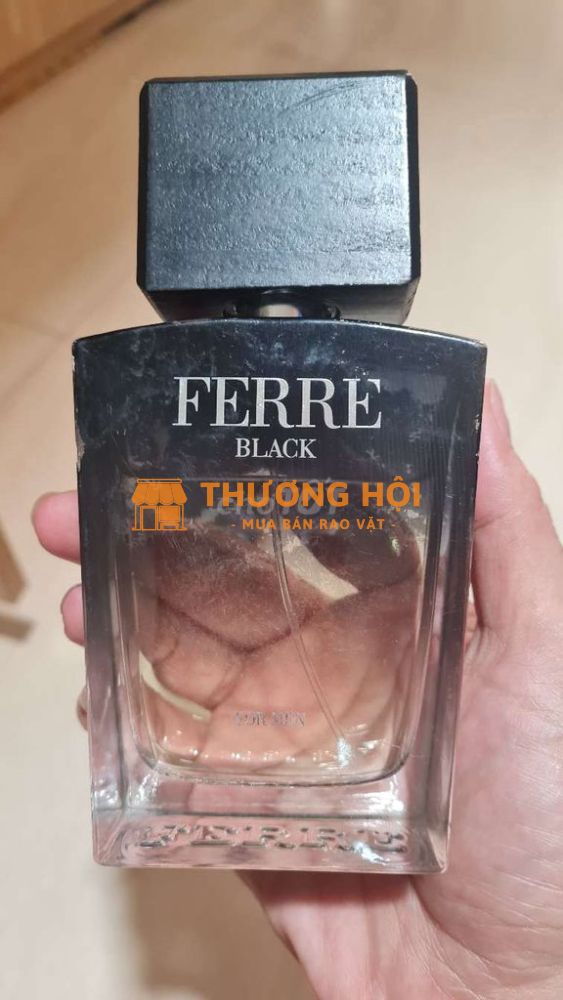 FERRE
BLACK
THƯƠNG HỘI
- MUA BÁN RAO VẶT -
FOR MEN
FERRE